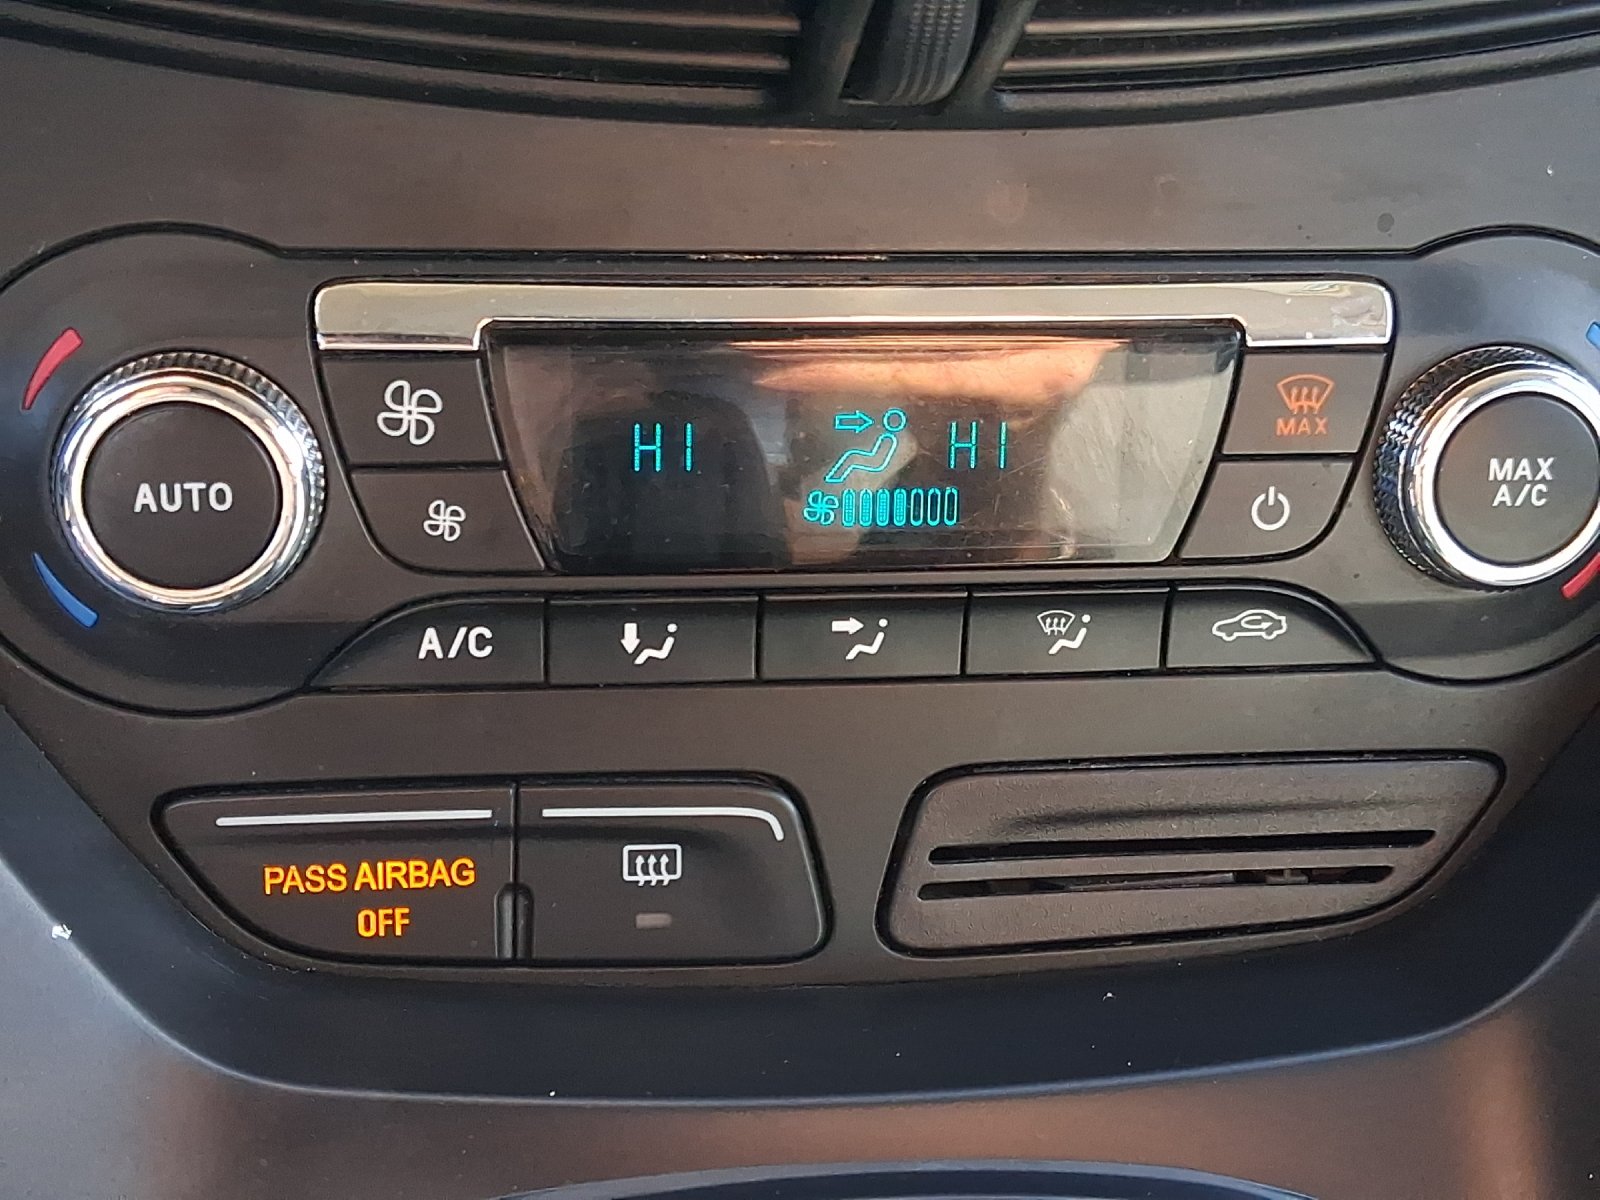 HI HI
MAX
AUTO
MAX
A/C
A/C
PASS AIRBAG
OFF